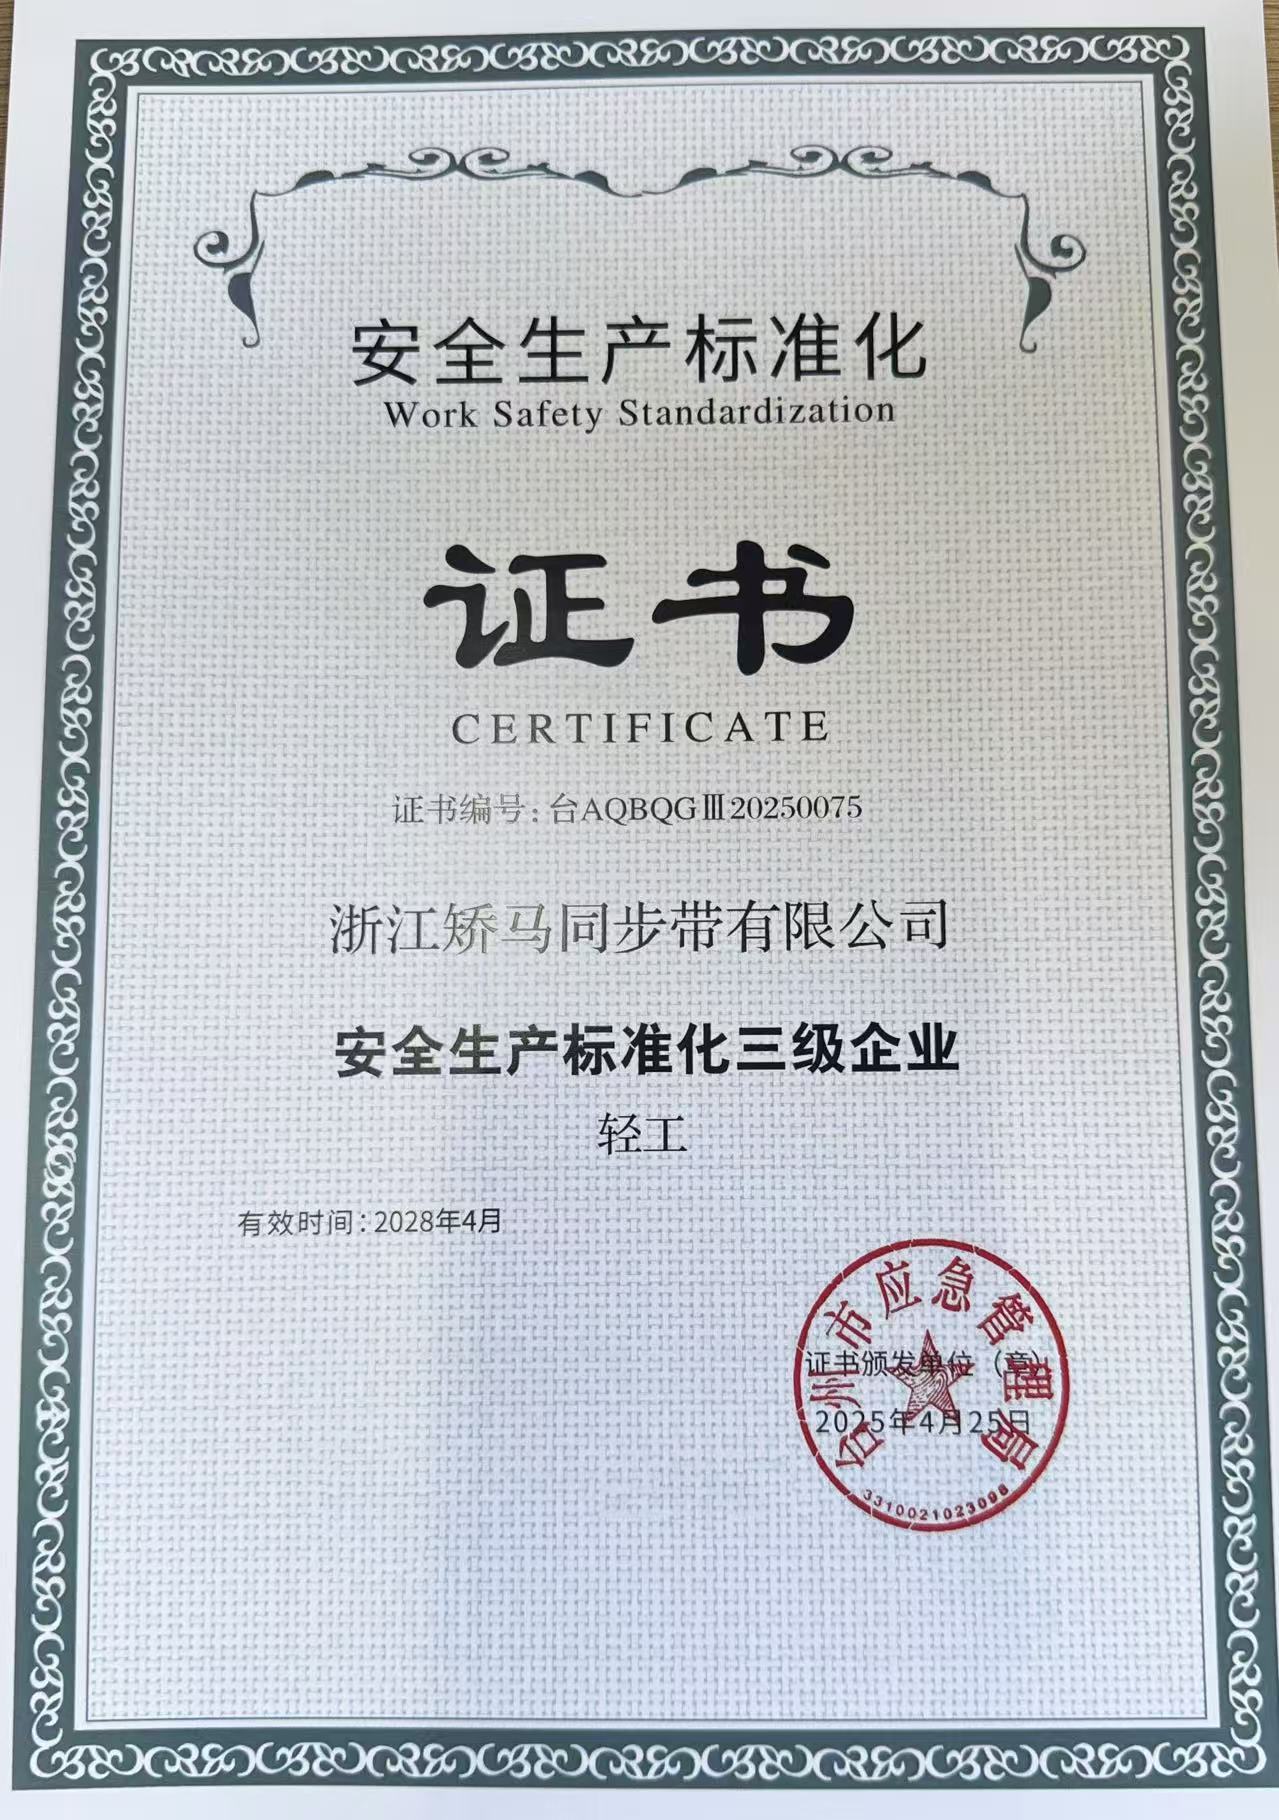 安全生产标准化
Work Safety Standardization
证书
CERTIFICATE
证书编号:台AQBQGⅢ20250075
浙江矫马同步带有限公司
安全生产标准化三级企业
轻工
有效时间:2028年4月
台州市应急管理局
证书颁发单位（章）
2025年4月25日
3310021023098